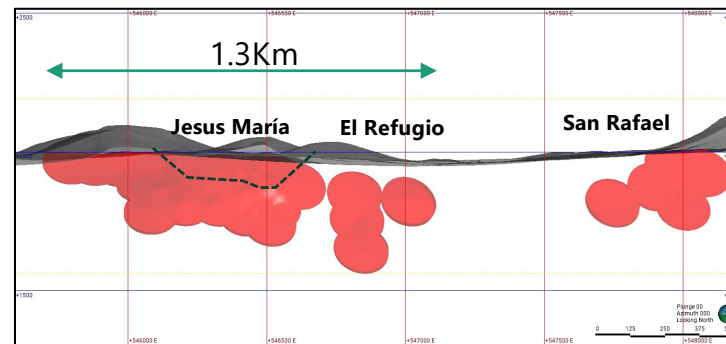 +2500
+546000 E
+546500 E
+547000 E
+547500 E
+548000 E
1.3Km
Jesus María
El Refugio
San Rafael
+1500
+546000 E
+546500 E
+547000 E
+547500 E
+548000 E
Plunge 00
Azimuth 000
Looking North
0 125 250 375